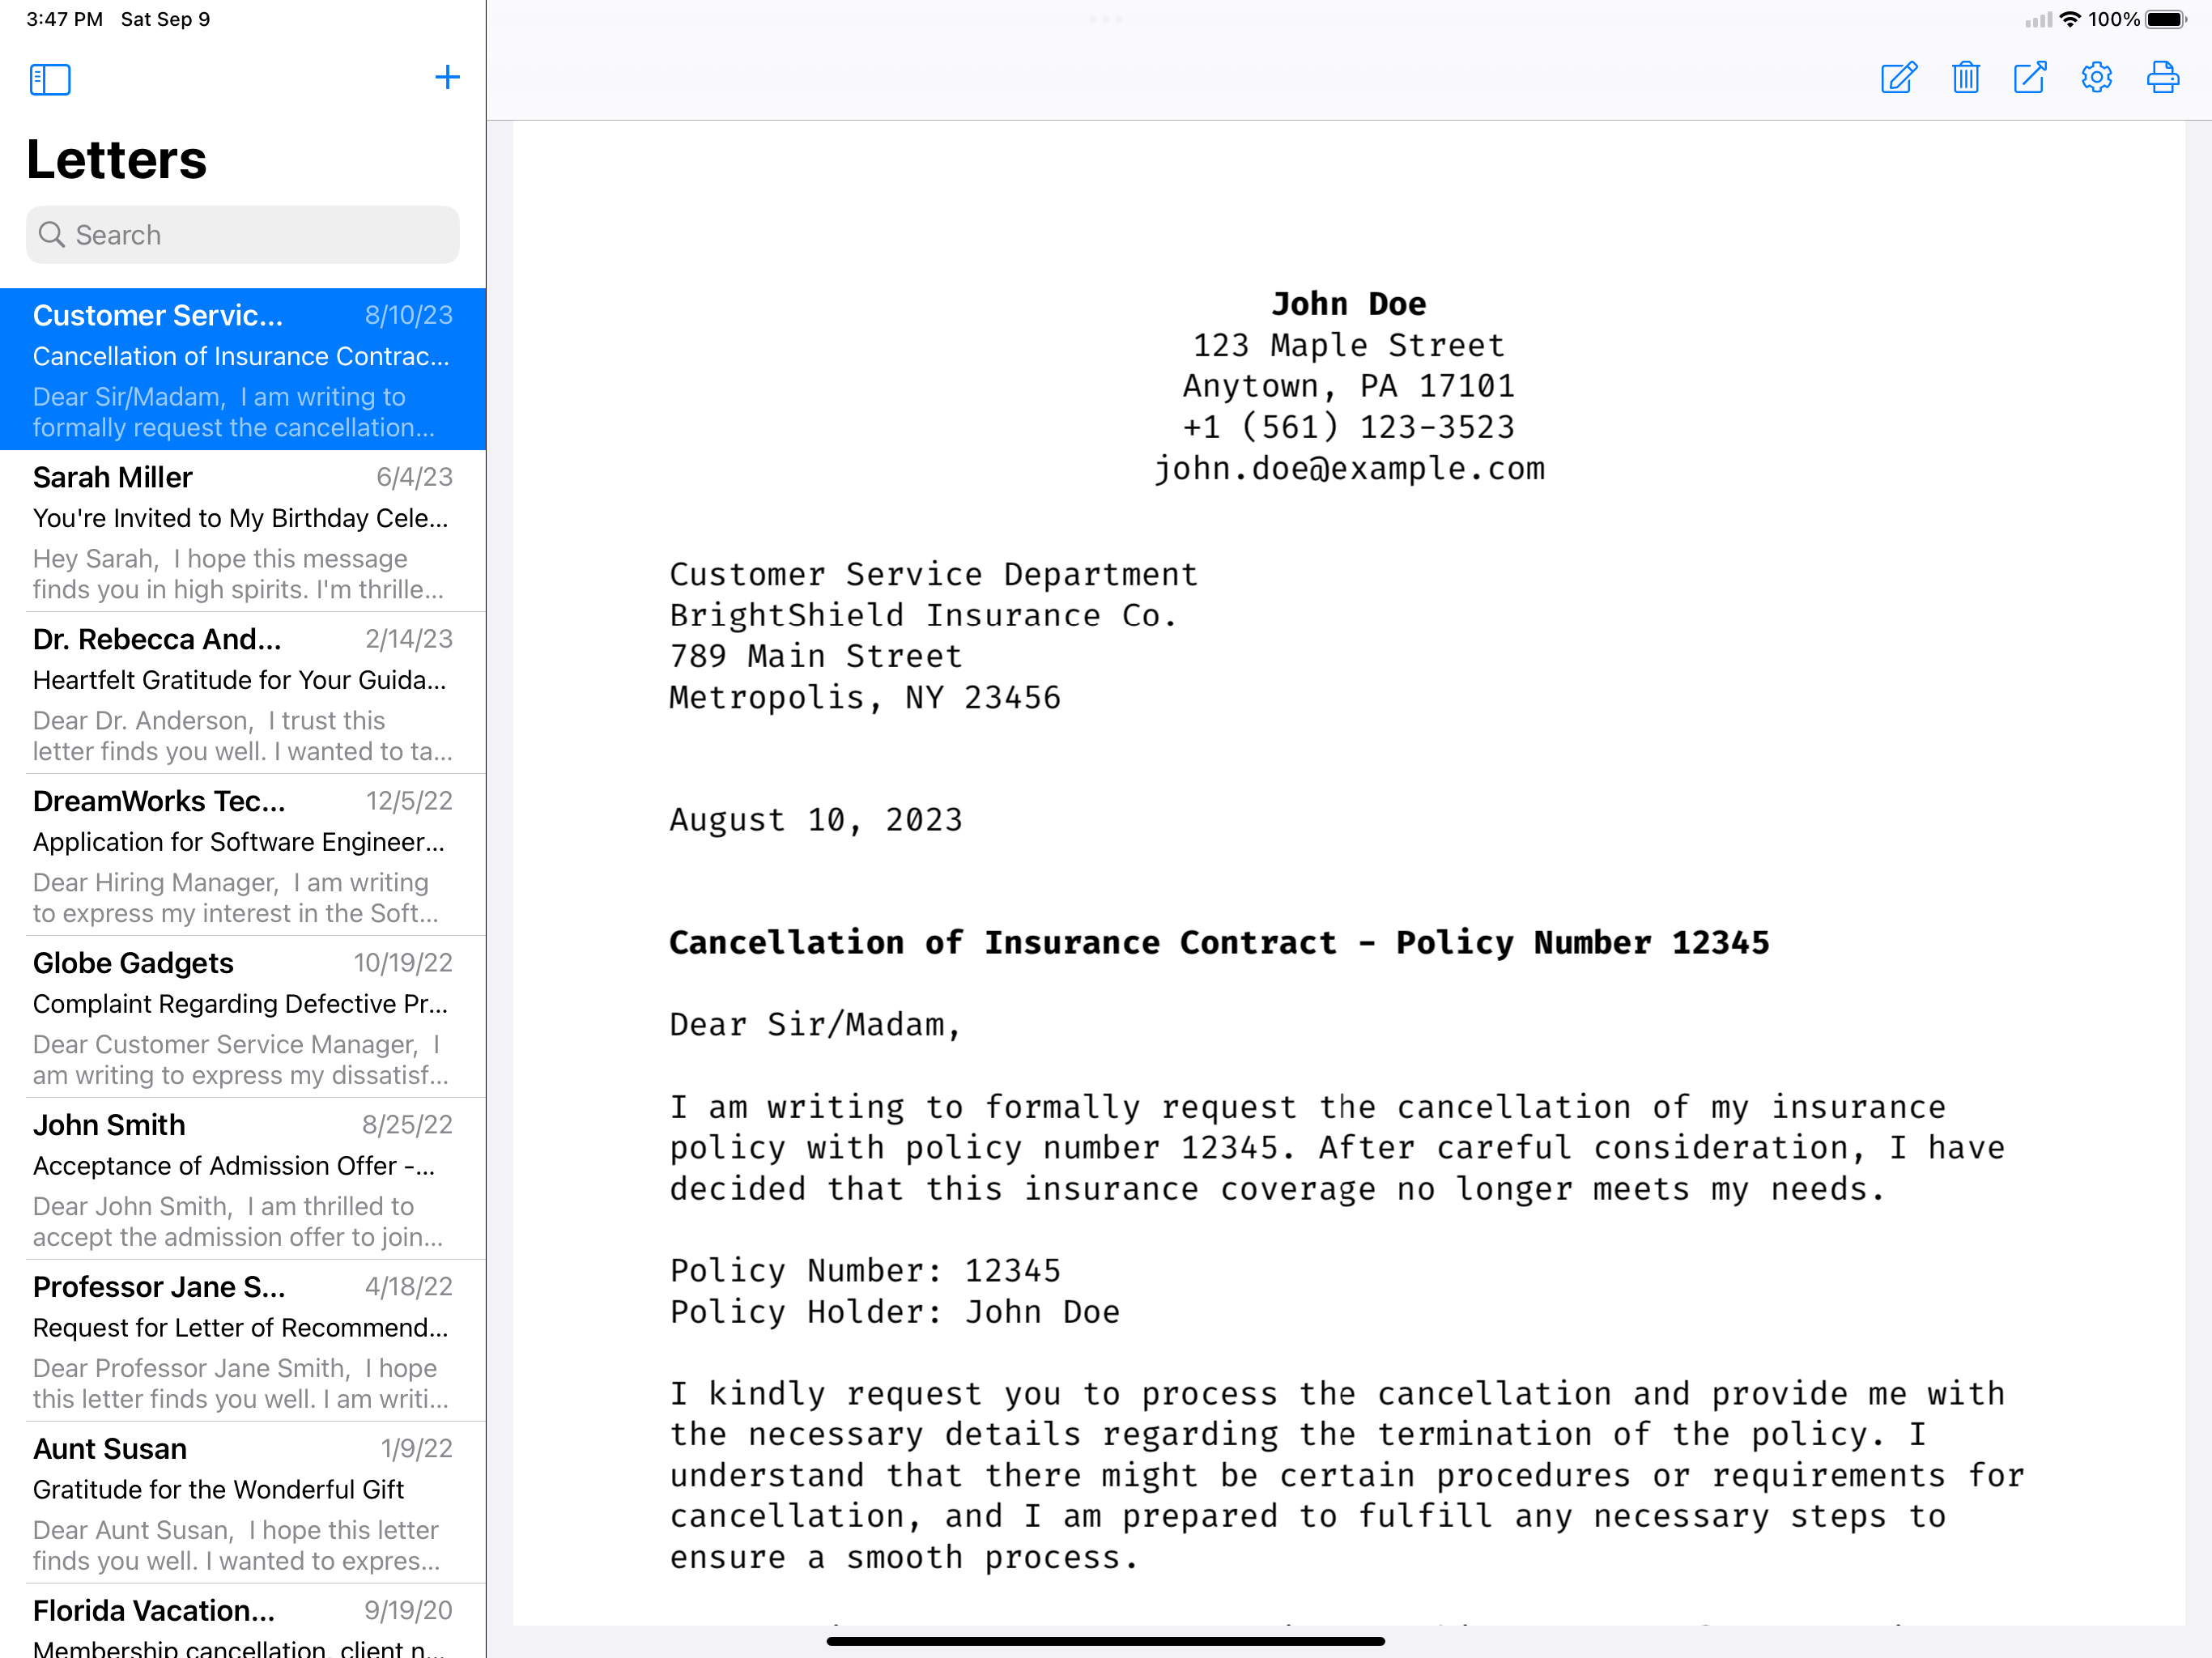 3:47 PM Sat Sep 9
100%
Letters
Search
Customer Servic... 8/10/23
Cancellation of Insurance Contrac...
Dear Sir/Madam, I am writing to
formally request the cancellation...
Sarah Miller 6/4/23
You're Invited to My Birthday Cele...
Hey Sarah, I hope this message
finds you in high spirits. I'm thrille...
Dr. Rebecca And... 2/14/23
Heartfelt Gratitude for Your Guida...
Dear Dr. Anderson, I trust this
letter finds you well. I wanted to ta...
DreamWorks Tec... 12/5/22
Application for Software Engineer...
Dear Hiring Manager, I am writing
to express my interest in the Soft...
Globe Gadgets 10/19/22
Complaint Regarding Defective Pr...
Dear Customer Service Manager, I
am writing to express my dissatisf...
John Smith 8/25/22
Acceptance of Admission Offer -...
Dear John Smith, I am thrilled to
accept the admission offer to join...
Professor Jane S... 4/18/22
Request for Letter of Recommend...
Dear Professor Jane Smith, I hope
this letter finds you well. I am writi...
Aunt Susan 1/9/22
Gratitude for the Wonderful Gift
Dear Aunt Susan, I hope this letter
finds you well. I wanted to expres...
Florida Vacation... 9/19/20
Membership cancellation, client n...
John Doe
123 Maple Street
Anytown, PA 17101
+1 (561) 123-3523
john.doe@example.com
Customer Service Department
BrightShield Insurance Co.
789 Main Street
Metropolis, NY 23456
August 10, 2023
Cancellation of Insurance Contract - Policy Number 12345
Dear Sir/Madam,
I am writing to formally request the cancellation of my insurance
policy with policy number 12345. After careful consideration, I have
decided that this insurance coverage no longer meets my needs.
Policy Number: 12345
Policy Holder: John Doe
I kindly request you to process the cancellation and provide me with
the necessary details regarding the termination of the policy. I
understand that there might be certain procedures or requirements for
cancellation, and I am prepared to fulfill any necessary steps to
ensure a smooth process.